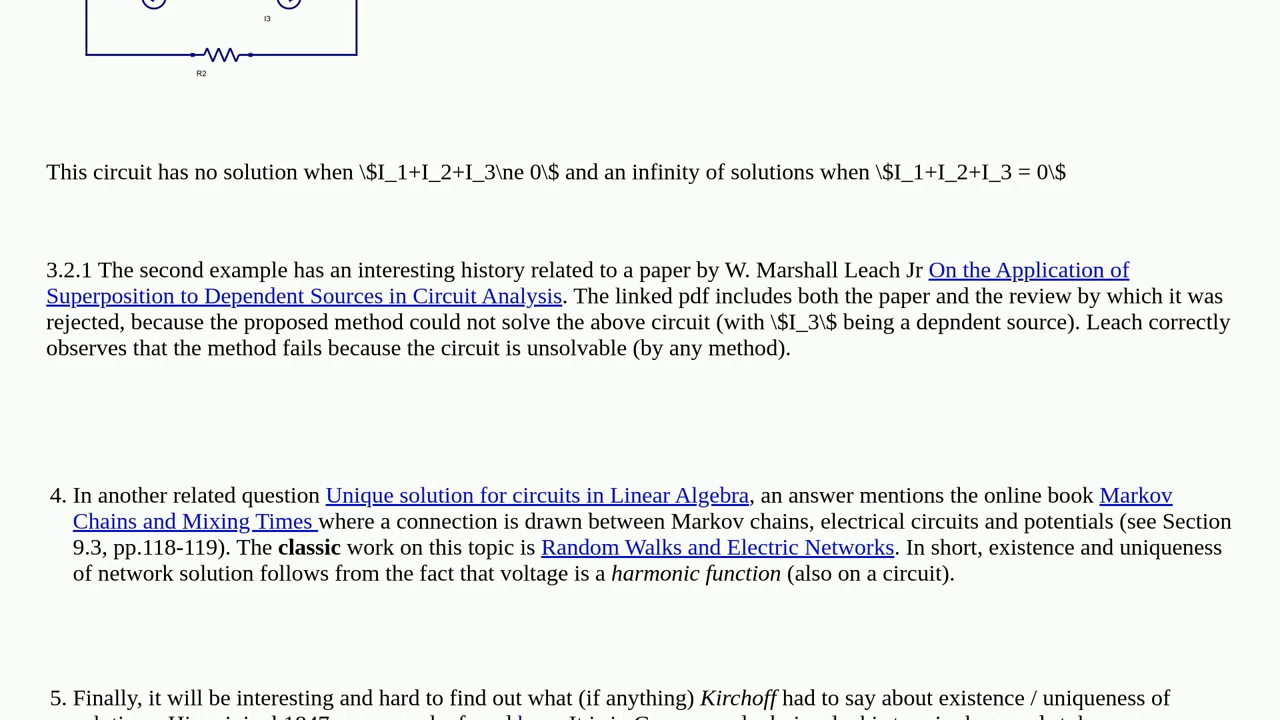 I3
R2
This circuit has no solution when \$I_1+I_2+I_3\ne 0\$ and an infinity of solutions when \$I_1+I_2+I_3 = 0\$
3.2.1 The second example has an interesting history related to a paper by W. Marshall Leach Jr On the Application of
Superposition to Dependent Sources in Circuit Analysis. The linked pdf includes both the paper and the review by which it was
rejected, because the proposed method could not solve the above circuit (with \$I_3\$ being a depndent source). Leach correctly
observes that the method fails because the circuit is unsolvable (by any method).
4. In another related question Unique solution for circuits in Linear Algebra, an answer mentions the online book Markov
Chains and Mixing Times where a connection is drawn between Markov chains, electrical circuits and potentials (see Section
9.3, pp.118-119). The classic work on this topic is Random Walks and Electric Networks. In short, existence and uniqueness
of network solution follows from the fact that voltage is a harmonic function (also on a circuit).
5. Finally, it will be interesting and hard to find out what (if anything) Kirchoff had to say about existence / uniqueness of